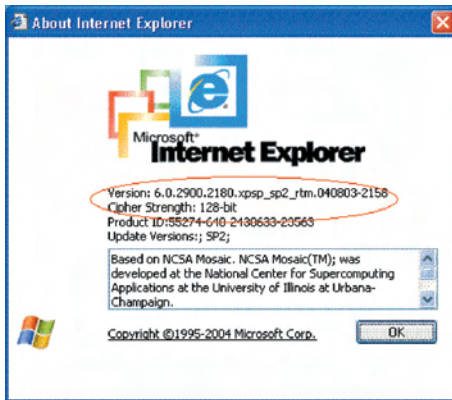 About Internet Explorer
Microsoft®
Internet Explorer
Version: 6.0.2900.2180.xpsp_sp2_rtm.040803-2158
Cipher Strength: 128-bit
Product ID:55274-640-2430633-23563
Update Versions:; SP2;
Based on NCSA Mosaic. NCSA Mosaic(TM); was
developed at the National Center for Supercomputing
Applications at the University of Illinois at Urbana-
Champaign.
Copyright ©1995-2004 Microsoft Corp.
OK